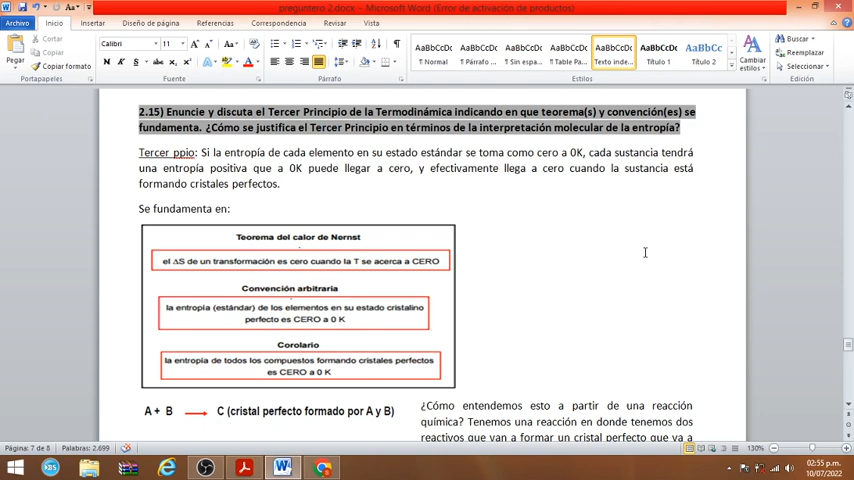 preguntero 2.docx - Microsoft Word (Error de activación de productos)
Archivo Inicio Insertar Diseño de página Referencias Correspondencia Revisar Vista
Pegar
Cortar
Copiar
Copiar formato
Portapapeles
Calibri 11
Fuente
Párrafo
AaBbCcDc AaBbCcDc AaBbCcDc AaBbCcDc AaBbCcDc AaBbCcDc AaBbCc
¶ Normal ¶ Párrafo ... ¶ Sin espa... ¶ Table Pa... Texto inde... ¶ Título 1 ¶ Título 2
Estilos
Cambiar estilos
Buscar
Reemplazar
Seleccionar
Edición
2.15) Enuncie y discuta el Tercer Principio de la Termodinámica indicando en que teorema(s) y convención(es) se
fundamenta. ¿Cómo se justifica el Tercer Principio en términos de la interpretación molecular de la entropía?
Tercer ppio: Si la entropía de cada elemento en su estado estándar se toma como cero a 0K, cada sustancia tendrá
una entropía positiva que a 0K puede llegar a cero, y efectivamente llega a cero cuando la sustancia está
formando cristales perfectos.
Se fundamenta en:
Teorema del calor de Nernst
el ΔS de un transformación es cero cuando la T se acerca a CERO
Convención arbitraria
la entropía (estándar) de los elementos en su estado cristalino
perfecto es CERO a 0 K
Corolario
la entropía de todos los compuestos formando cristales perfectos
es CERO a 0 K
A + B → C (cristal perfecto formado por A y B)
¿Cómo entendemos esto a partir de una reacción
química? Tenemos una reacción en donde tenemos dos
reactivos que van a formar un cristal perfecto que va a
Página: 7 de 8 Palabras: 2.699 130%
02:55 p.m.
10/07/2022